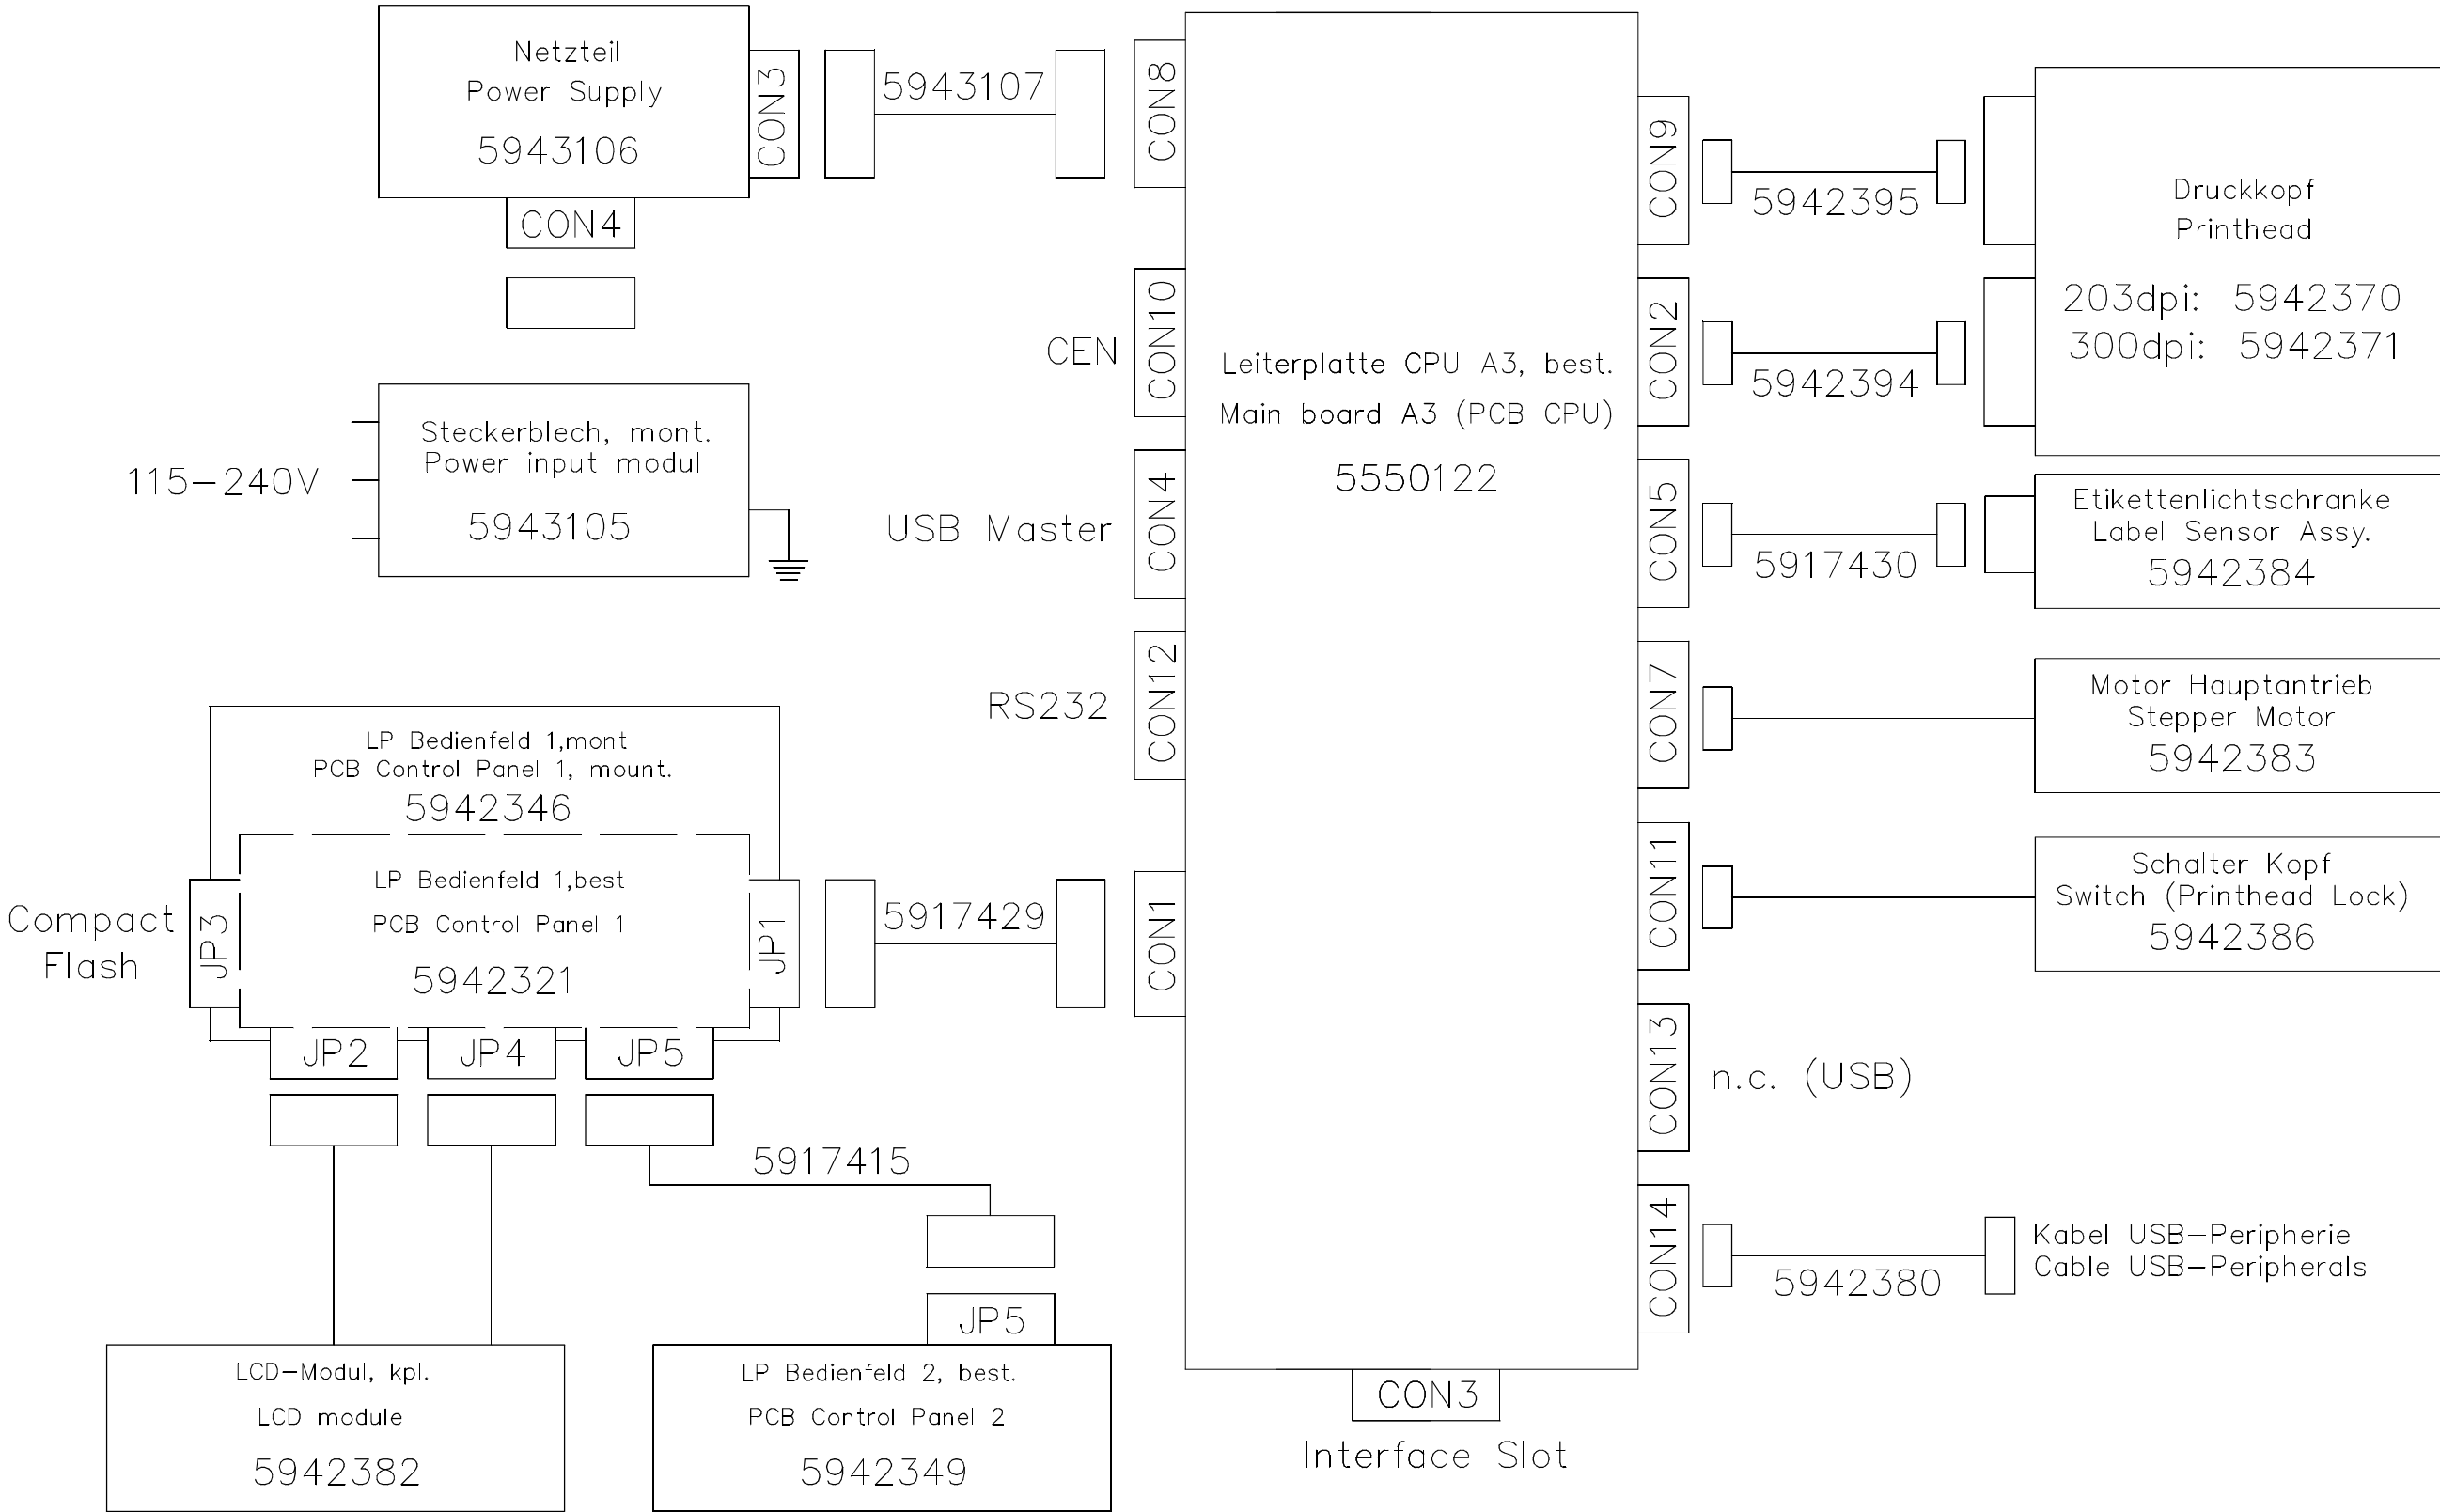 Netzteil
Power Supply
5943106
CON3
CON4
5943107
CON8
115-240V
Steckerblech, mont.
Power input modul
5943105
CEN
CON10
USB Master
CON4
RS232
CON12
Leiterplatte CPU A3, best.
Main board A3 (PCB CPU)
5550122
CON9
5942395
CON2
5942394
Druckkopf
Printhead
203dpi: 5942370
300dpi: 5942371
CON5
5917430
Etikettenlichtschranke
Label Sensor Assy.
5942384
CON7
Motor Hauptantrieb
Stepper Motor
5942383
CON11
Schalter Kopf
Switch (Printhead Lock)
5942386
CON13
n.c. (USB)
CON14
5942380
Kabel USB-Peripherie
Cable USB-Peripherals
CON3
Interface Slot
LP Bedienfeld 1,mont
PCB Control Panel 1, mount.
5942346
LP Bedienfeld 1,best
PCB Control Panel 1
5942321
Compact
Flash
JP3
JP1
5917429
CON1
JP2
JP4
JP5
5917415
JP5
LCD-Modul, kpl.
LCD module
5942382
LP Bedienfeld 2, best.
PCB Control Panel 2
5942349